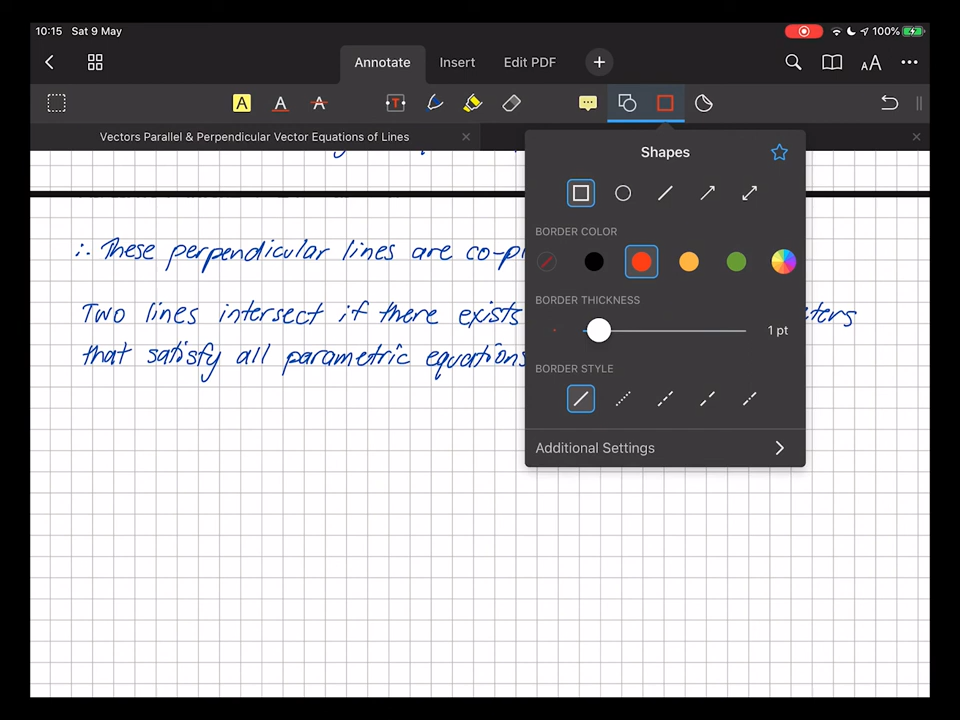 10:15 Sat 9 May 100%
Annotate Insert Edit PDF
A A T T
Vectors Parallel & Perpendicular Vector Equations of Lines
Shapes
BORDER COLOR
∴ These perpendicular lines are co-pl
BORDER THICKNESS
Two lines intersect if there exists
1 pt
that satisfy all parametric equations
BORDER STYLE
Additional Settings